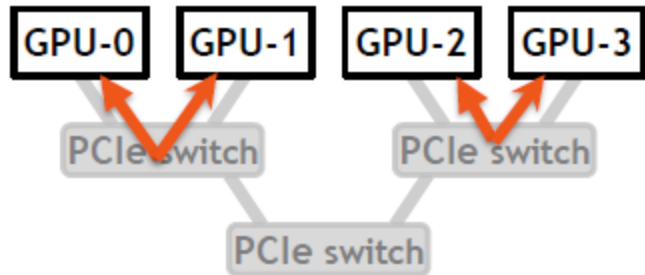 GPU-0 GPU-1 GPU-2 GPU-3
PCIe switch PCIe switch
PCIe switch